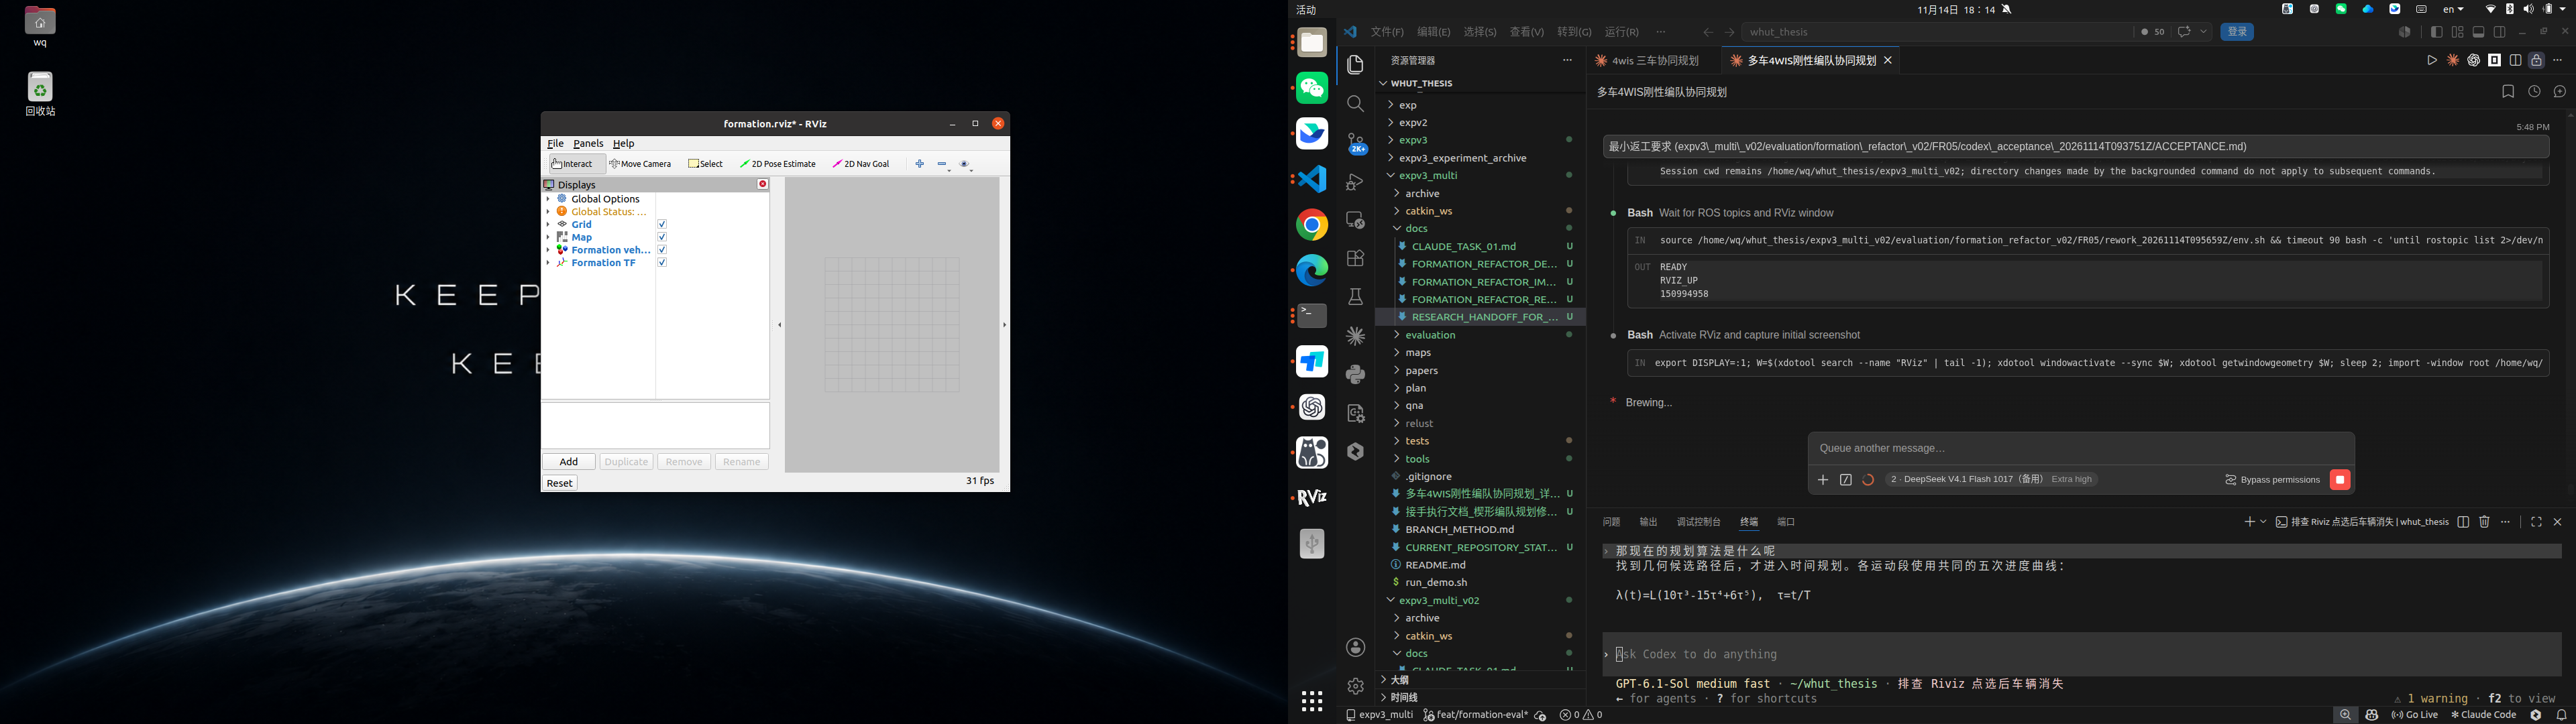 wq
回收站
K E E P
K E E
formation.rviz* - RViz
File Panels Help
Interact Move Camera Select 2D Pose Estimate 2D Nav Goal
Displays
Global Options
Global Status: ...
Grid
Map
Formation veh...
Formation TF
Add Duplicate Remove Rename
Reset
31 fps
活动
11月14日 18：14
en
文件(F) 编辑(E) 选择(S) 查看(V) 转到(G) 运行(R) ···
whut_thesis
50
登录
资源管理器
WHUT_THESIS
exp
expv2
expv3
expv3_experiment_archive
expv3_multi
archive
catkin_ws
docs
CLAUDE_TASK_01.md U
FORMATION_REFACTOR_DE... U
FORMATION_REFACTOR_IM... U
FORMATION_REFACTOR_RE... U
RESEARCH_HANDOFF_FOR_... U
evaluation
maps
papers
plan
qna
relust
tests
tools
.gitignore
多车4WIS刚性编队协同规划_详... U
接手执行文档_楔形编队规划修... U
BRANCH_METHOD.md
CURRENT_REPOSITORY_STAT... U
README.md
run_demo.sh
expv3_multi_v02
archive
catkin_ws
docs
CLAUDE_TASK_01.md U
大纲
时间线
2K+
RViz
4wis 三车协同规划
多车4WIS刚性编队协同规划
多车4WIS刚性编队协同规划
5:48 PM
最小返工要求 (expv3\_multi\_v02/evaluation/formation\_refactor\_v02/FR05/codex\_acceptance\_20261114T093751Z/ACCEPTANCE.md)
Session cwd remains /home/wq/whut_thesis/expv3_multi_v02; directory changes made by the backgrounded command do not apply to subsequent commands.
Bash Wait for ROS topics and RViz window
IN source /home/wq/whut_thesis/expv3_multi_v02/evaluation/formation_refactor_v02/FR05/rework_20261114T095659Z/env.sh && timeout 90 bash -c 'until rostopic list 2>/dev/n
OUT READY
RVIZ_UP
150994958
Bash Activate RViz and capture initial screenshot
IN export DISPLAY=:1; W=$(xdotool search --name "RViz" | tail -1); xdotool windowactivate --sync $W; xdotool getwindowgeometry $W; sleep 2; import -window root /home/wq/
* Brewing...
Queue another message…
2 · DeepSeek V4.1 Flash 1017（备用） Extra high
Bypass permissions
问题 输出 调试控制台 终端 端口
排查 Riviz 点选后车辆消失 | whut_thesis
› 那现在的规划算法是什么呢
找到几何候选路径后，才进入时间规划。各运动段使用共同的五次进度曲线：
λ(t)=L(10τ³-15τ⁴+6τ⁵), τ=t/T
› Ask Codex to do anything
GPT-6.1-Sol medium fast · ~/whut_thesis · 排查 Riviz 点选后车辆消失
← for agents · ? for shortcuts
⚠ 1 warning · f2 to view
expv3_multi feat/formation-eval* 0 0
Go Live Claude Code